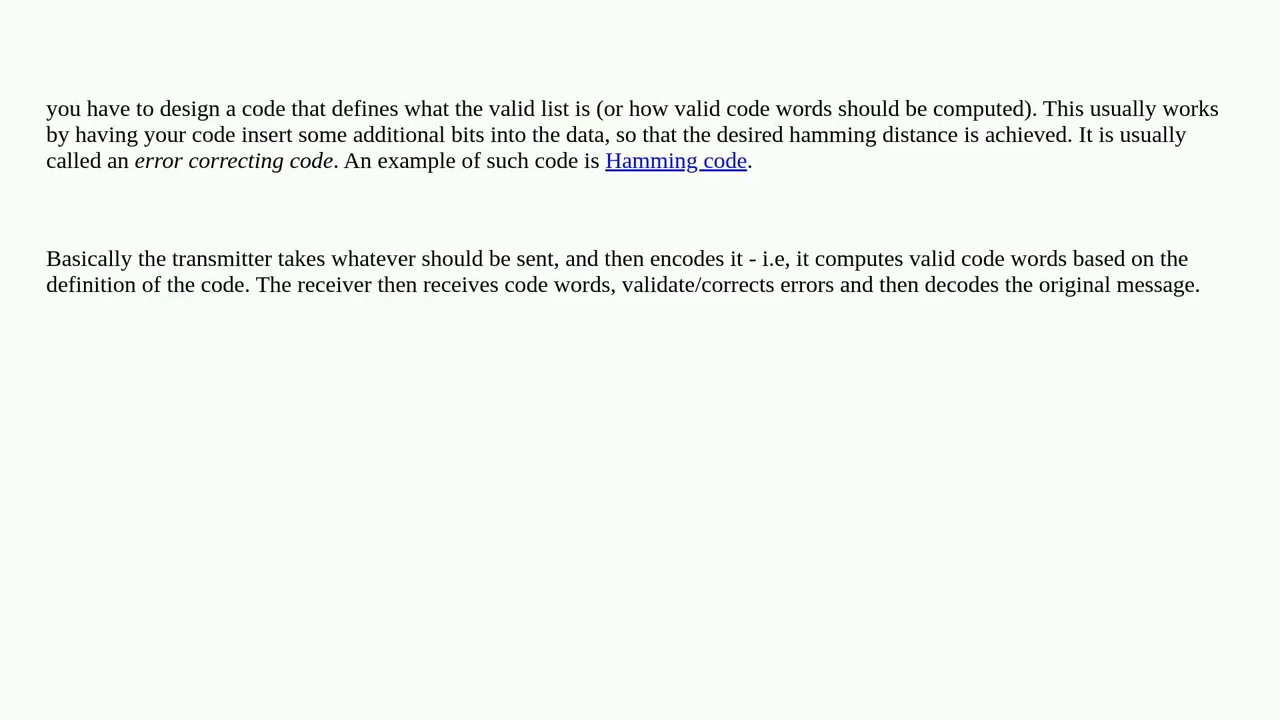 you have to design a code that defines what the valid list is (or how valid code words should be computed). This usually works
by having your code insert some additional bits into the data, so that the desired hamming distance is achieved. It is usually
called an error correcting code. An example of such code is Hamming code.
Basically the transmitter takes whatever should be sent, and then encodes it - i.e, it computes valid code words based on the
definition of the code. The receiver then receives code words, validate/corrects errors and then decodes the original message.